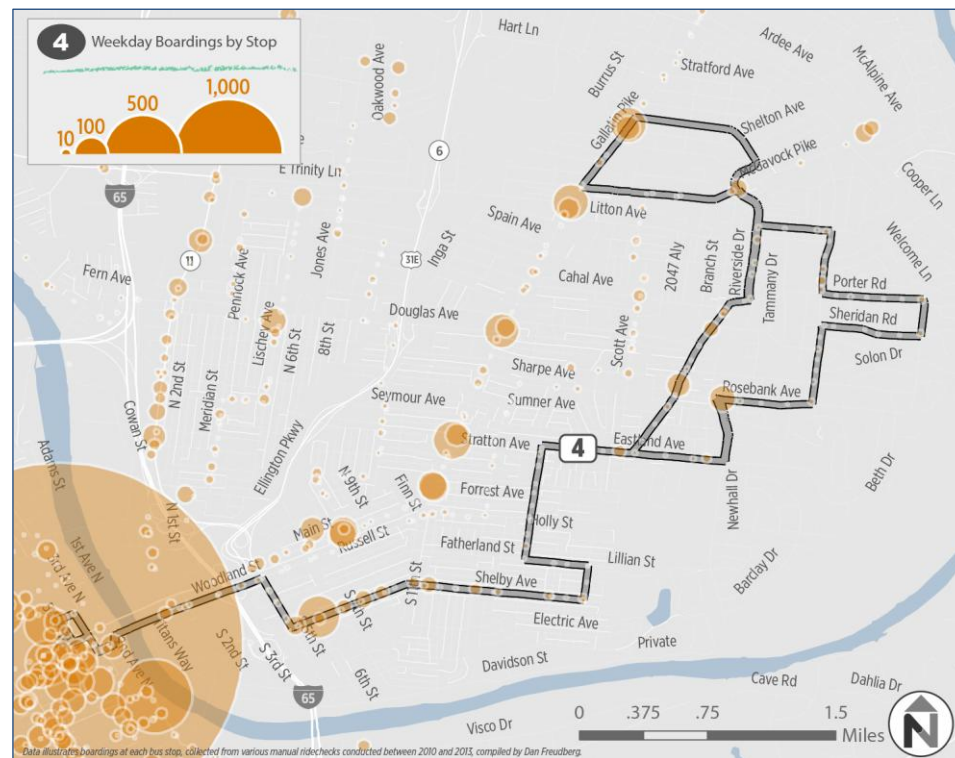 4 Weekday Boardings by Stop
10 100 500 1,000
Hart Ln
Ardee Ave
McAlpine Ave
Stratford Ave
Burrus St
Oakwood Ave
Gallatin Pike
Shelton Ave
6
E Trinity Ln
McGavock Pike
Cooper Ln
65
Litton Ave
Spain Ave
Welcome Ln
Jones Ave
Inga St
31E
11
Fern Ave
Pennock Ave
Cahal Ave
2047 Aly
Branch St
Riverside Dr
Tammany Dr
Porter Rd
Sheridan Rd
Douglas Ave
Lischey Ave
N 6th St
8th St
Scott Ave
Solon Dr
Sharpe Ave
N 2nd St
Meridian St
Seymour Ave
Sumner Ave
Rosebank Ave
Cowan St
Stratton Ave
4
Eastland Ave
Ellington Pkwy
Adams St
N 9th St
Finn St
Forrest Ave
Newhall Dr
Beth Dr
N 1st St
Main St
Russell St
Holly St
Fatherland St
Lillian St
1st Ave N
3rd Ave N
Woodland St
Shelby Ave
Barclay Dr
S 11th St
Electric Ave
Titans Way
S 2nd St
S 3rd St
6th St
Private
Davidson St
65
Cave Rd
Dahlia Dr
Visco Dr
0 .375 .75 1.5
Miles
N
Data illustrates boardings at each bus stop, collected from various manual ridechecks conducted between 2010 and 2013, compiled by Dan Freudberg.